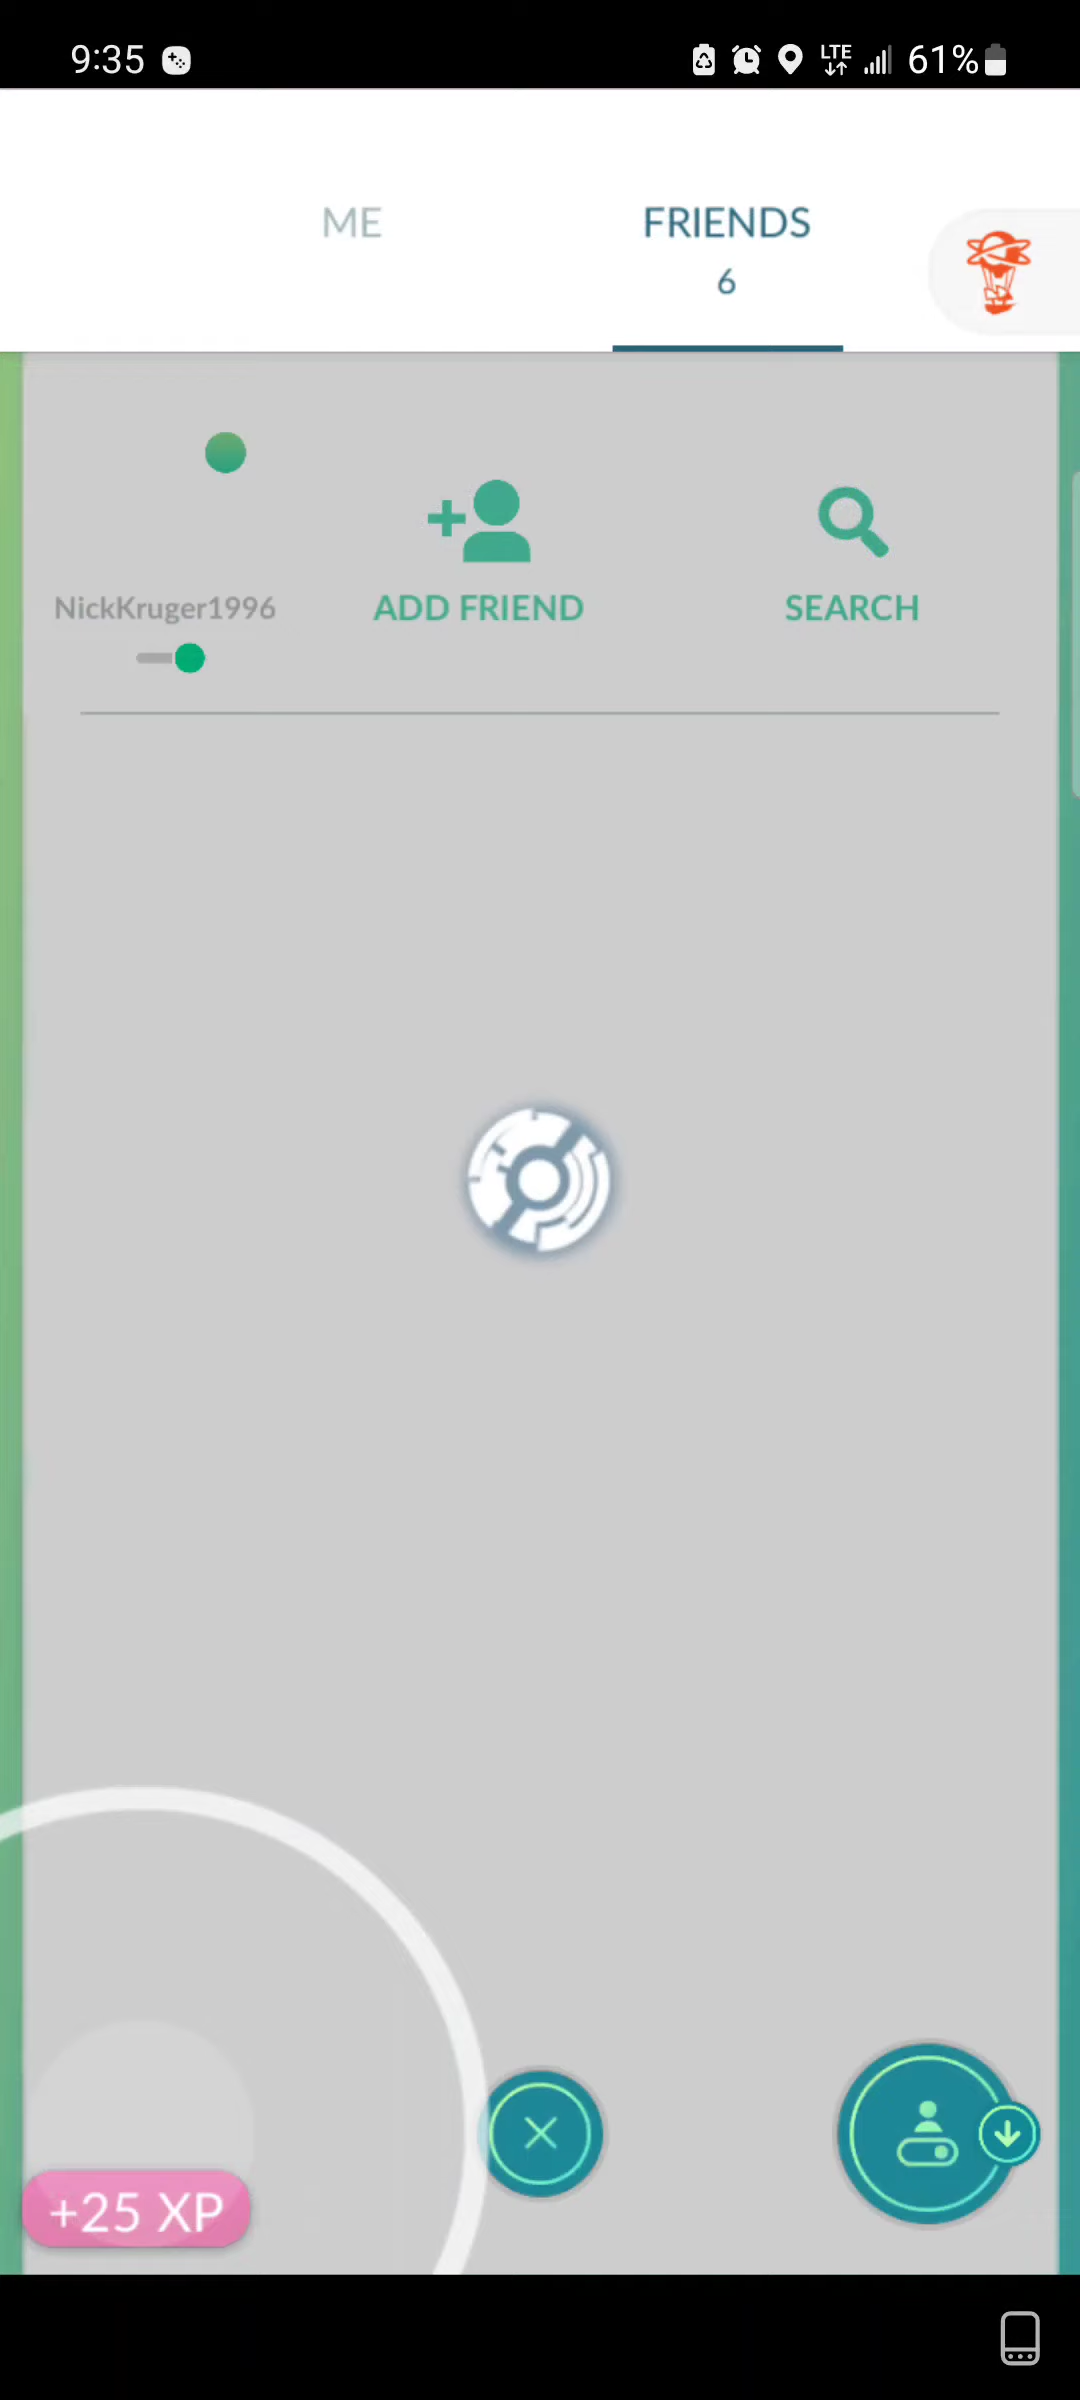 9:35
LTE
61%
ME
FRIENDS
6
NickKruger1996
ADD FRIEND
SEARCH
+25 XP